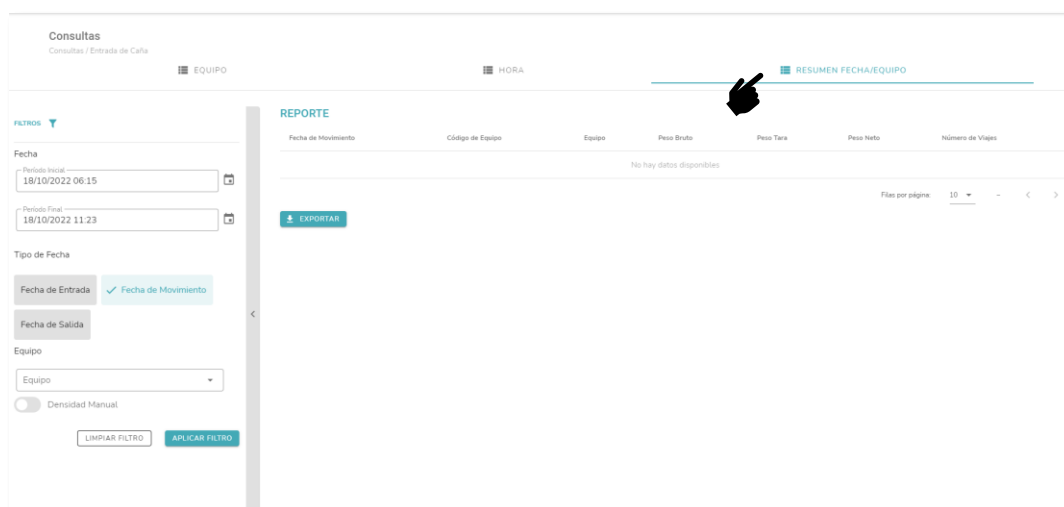 Consultas
Consultas / Entrada de Caña
EQUIPO
HORA
RESUMEN FECHA/EQUIPO
FILTROS
Fecha
Período Inicial
18/10/2022 06:15
Período Final
18/10/2022 11:23
Tipo de Fecha
Fecha de Entrada
Fecha de Movimiento
Fecha de Salida
Equipo
Equipo
Densidad Manual
LIMPIAR FILTRO
APLICAR FILTRO
REPORTE
Fecha de Movimiento Código de Equipo Equipo Peso Bruto Peso Tara Peso Neto Número de Viajes
No hay datos disponibles
Filas por página: 10 –
EXPORTAR